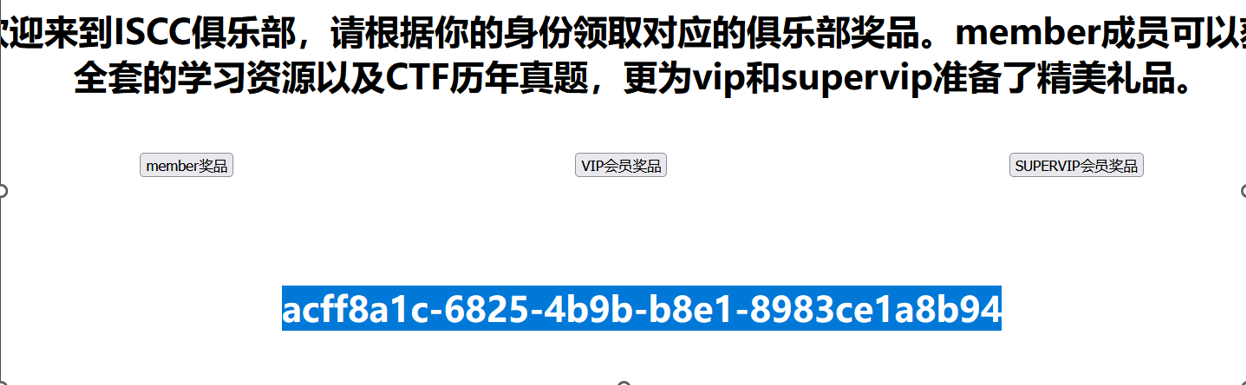 迎来到ISCC俱乐部，请根据你的身份领取对应的俱乐部奖品。member成员可以
全套的学习资源以及CTF历年真题，更为vip和supervip准备了精美礼品。
member奖品 VIP会员奖品 SUPERVIP会员奖品
acff8a1c-6825-4b9b-b8e1-8983ce1a8b94